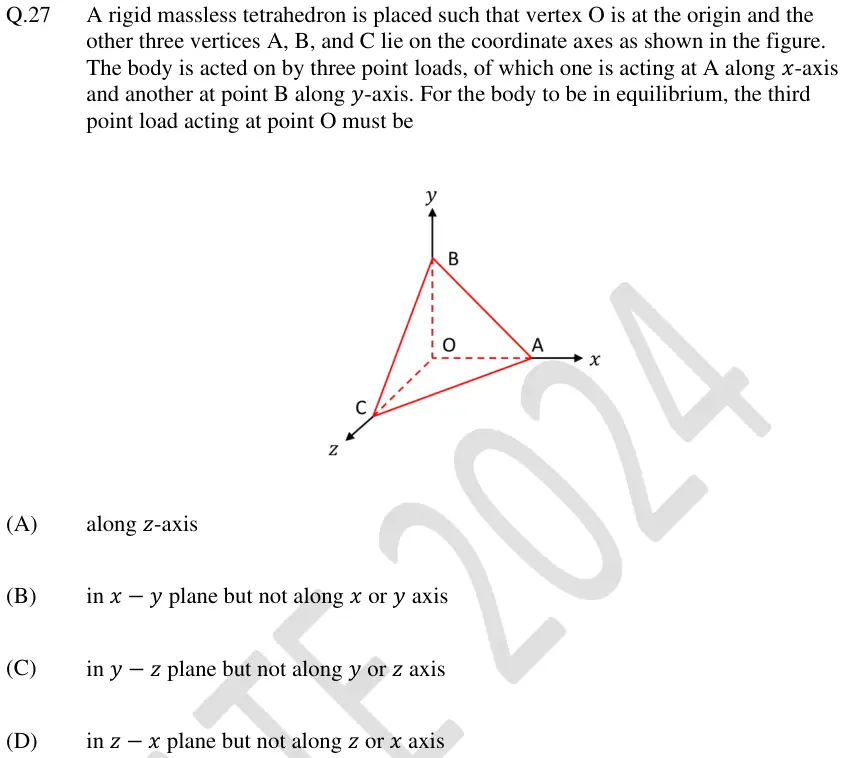 Q.27 A rigid massless tetrahedron is placed such that vertex O is at the origin and the
other three vertices A, B, and C lie on the coordinate axes as shown in the figure.
The body is acted on by three point loads, of which one is acting at A along x-axis
and another at point B along y-axis. For the body to be in equilibrium, the third
point load acting at point O must be
y
B
O
A
x
C
z
(A) along z-axis
(B) in x − y plane but not along x or y axis
(C) in y − z plane but not along y or z axis
(D) in z − x plane but not along z or x axis
TE 2024